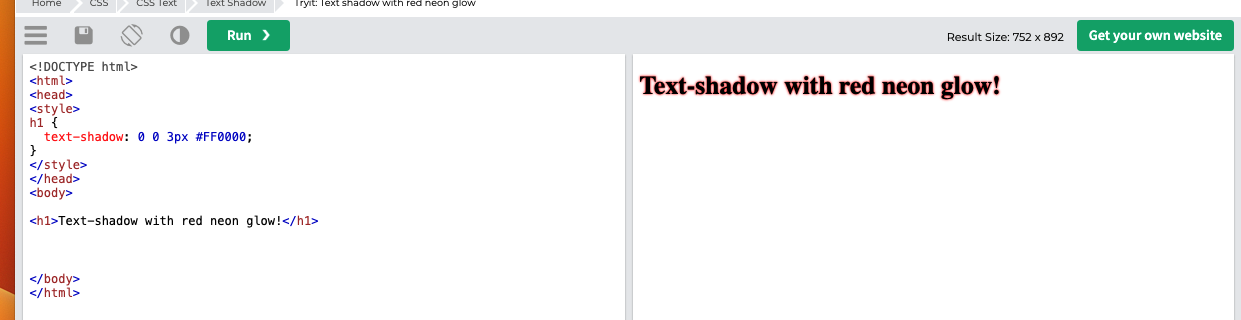 Home CSS CSS Text Text Shadow Tryit: Text shadow with red neon glow
Run ❯ Result Size: 752 x 892 Get your own website
<!DOCTYPE html>
<html>
<head>
<style>
h1 {
  text-shadow: 0 0 3px #FF0000;
}
</style>
</head>
<body>
<h1>Text-shadow with red neon glow!</h1>
</body>
</html>
Text-shadow with red neon glow!